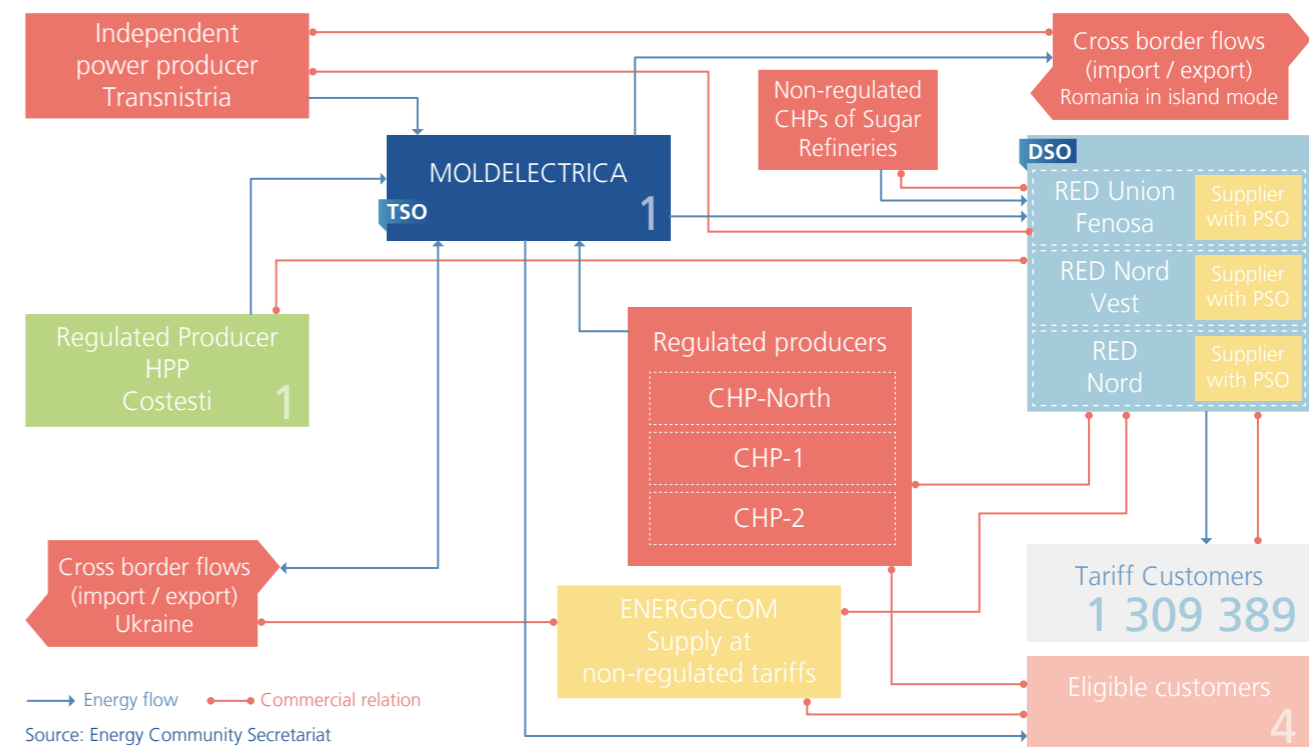 Independent
power producer
Transnistria
Cross border flows
(import / export)
Romania in island mode
Non-regulated
CHPs of Sugar
Refineries
MOLDELECTRICA
TSO
1
DSO
RED Union
Fenosa
Supplier
with PSO
RED Nord
Vest
Supplier
with PSO
RED
Nord
Supplier
with PSO
Regulated Producer
HPP
Costesti
1
Regulated producers
CHP-North
CHP-1
CHP-2
Cross border flows
(import / export)
Ukraine
ENERGOCOM
Supply at
non-regulated tariffs
Tariff Customers
1 309 389
Eligible customers
4
Energy flow
Commercial relation
Source: Energy Community Secretariat